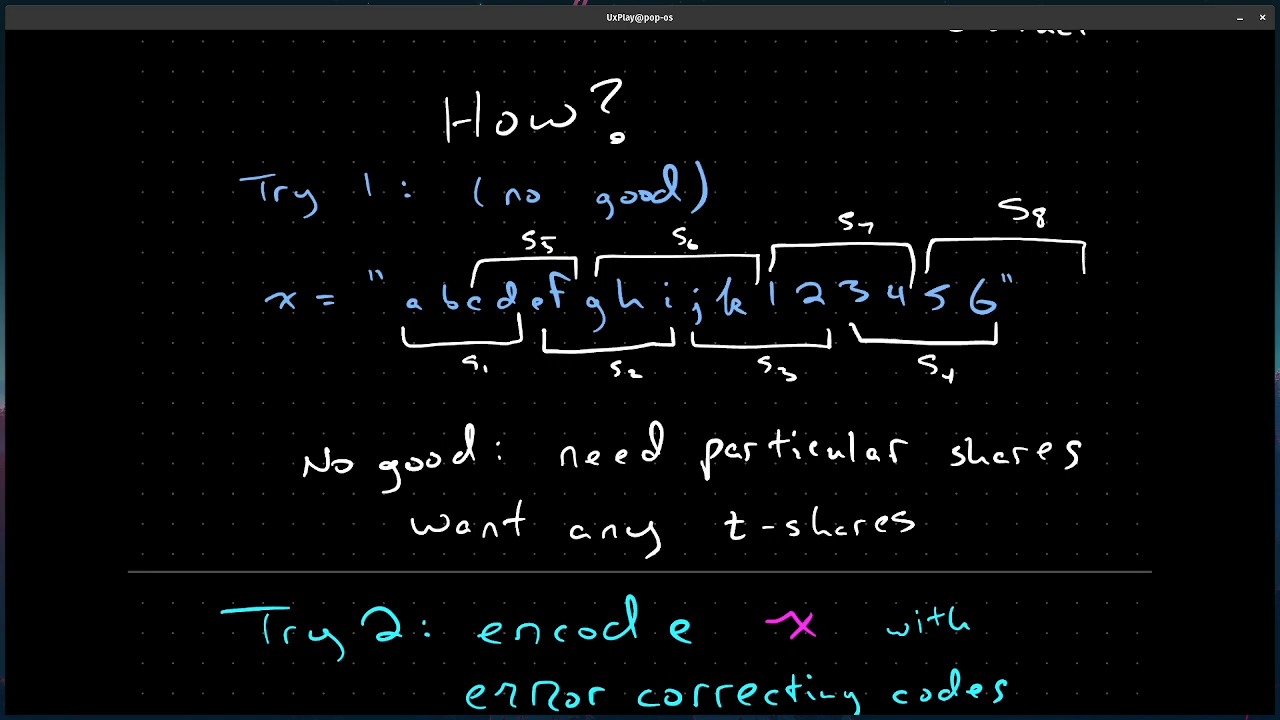 UxPlay@pop-os
How?
Try 1: (no good)
S5 S6 S7 S8
x = "abcdefghijk123456"
S1 S2 S3 S4
No good: need particular shares
want any t-shares
Try 2: encode x with
error correcting codes